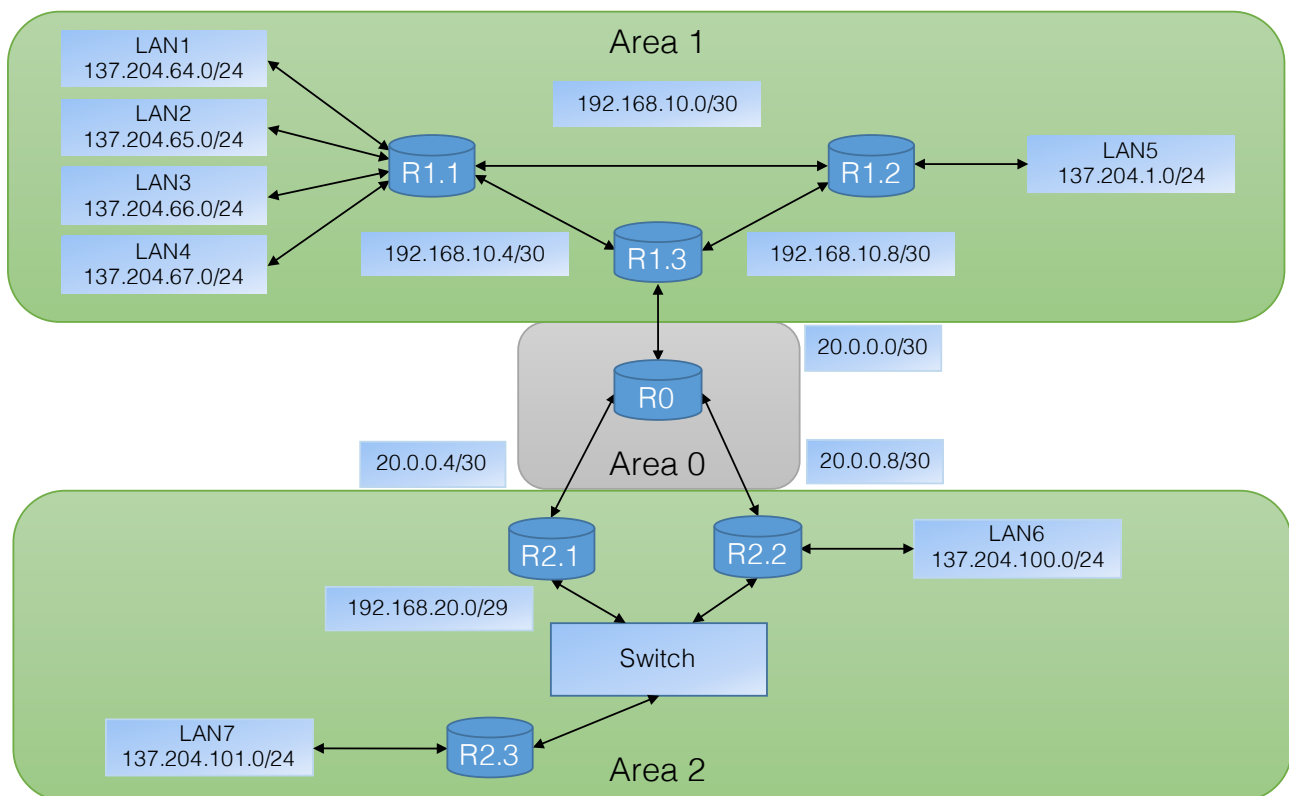 Area 1
LAN1
137.204.64.0/24
LAN2
137.204.65.0/24
LAN3
137.204.66.0/24
LAN4
137.204.67.0/24
192.168.10.0/30
R1.1
R1.2
LAN5
137.204.1.0/24
192.168.10.4/30
R1.3
192.168.10.8/30
20.0.0.0/30
R0
20.0.0.4/30
Area 0
20.0.0.8/30
R2.1
R2.2
LAN6
137.204.100.0/24
192.168.20.0/29
Switch
LAN7
137.204.101.0/24
R2.3
Area 2